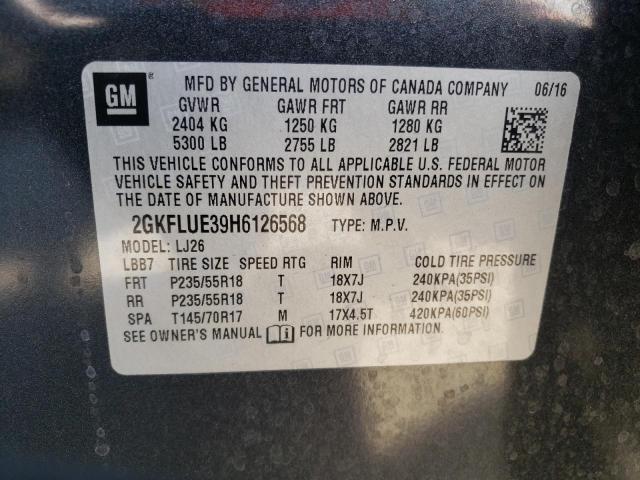 GM
MFD BY GENERAL MOTORS OF CANADA COMPANY 06/16
GVWR GAWR FRT GAWR RR
2404 KG 1250 KG 1280 KG
5300 LB 2755 LB 2821 LB
THIS VEHICLE CONFORMS TO ALL APPLICABLE U.S. FEDERAL MOTOR
VEHICLE SAFETY AND THEFT PREVENTION STANDARDS IN EFFECT ON
THE DATE OF MANUFACTURE SHOWN ABOVE.
2GKFLUE39H6126568 TYPE: M.P.V.
MODEL: LJ26
LBB7 TIRE SIZE SPEED RTG RIM COLD TIRE PRESSURE
FRT P235/55R18 T 18X7J 240KPA(35PSI)
RR P235/55R18 T 18X7J 240KPA(35PSI)
SPA T145/70R17 M 17X4.5T 420KPA(60PSI)
SEE OWNER'S MANUAL FOR MORE INFORMATION.